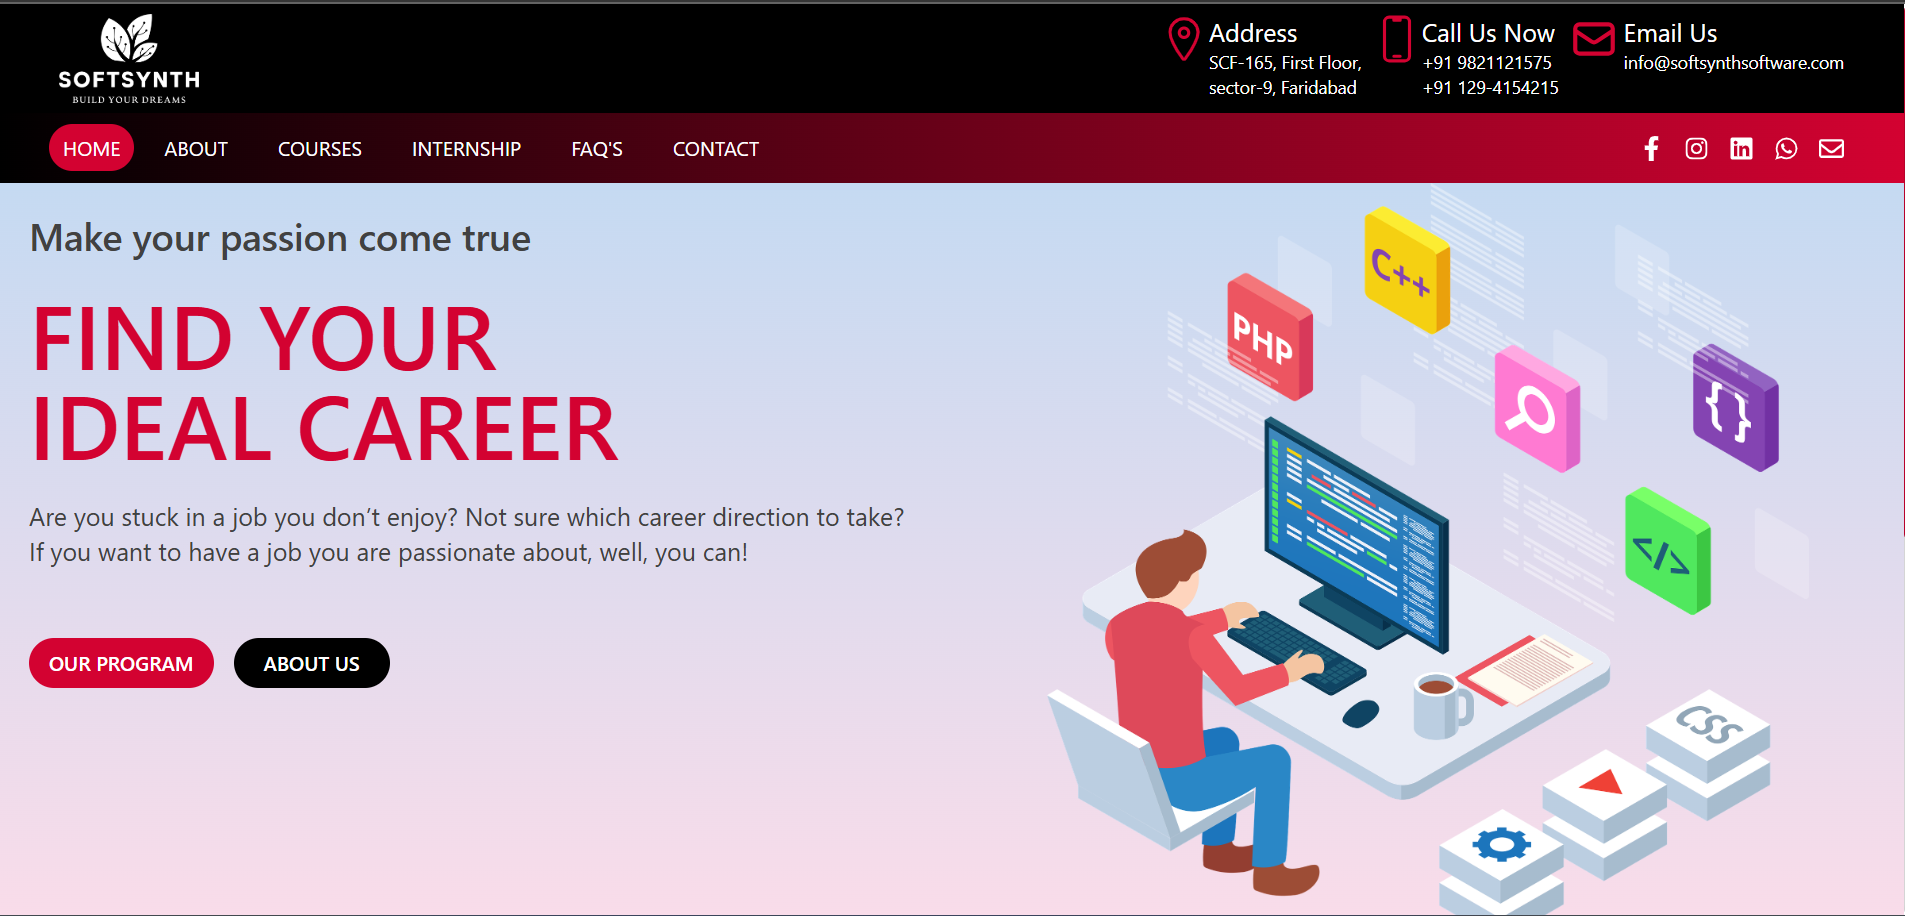 SOFTSYNTH
BUILD YOUR DREAMS
Address
SCF-165, First Floor,
sector-9, Faridabad
Call Us Now
+91 9821121575
+91 129-4154215
Email Us
info@softsynthsoftware.com
HOME
ABOUT
COURSES
INTERNSHIP
FAQ'S
CONTACT
Make your passion come true
FIND YOUR
IDEAL CAREER
Are you stuck in a job you don’t enjoy? Not sure which career direction to take?
If you want to have a job you are passionate about, well, you can!
OUR PROGRAM
ABOUT US
C++
PHP
{ }
</>
CSS